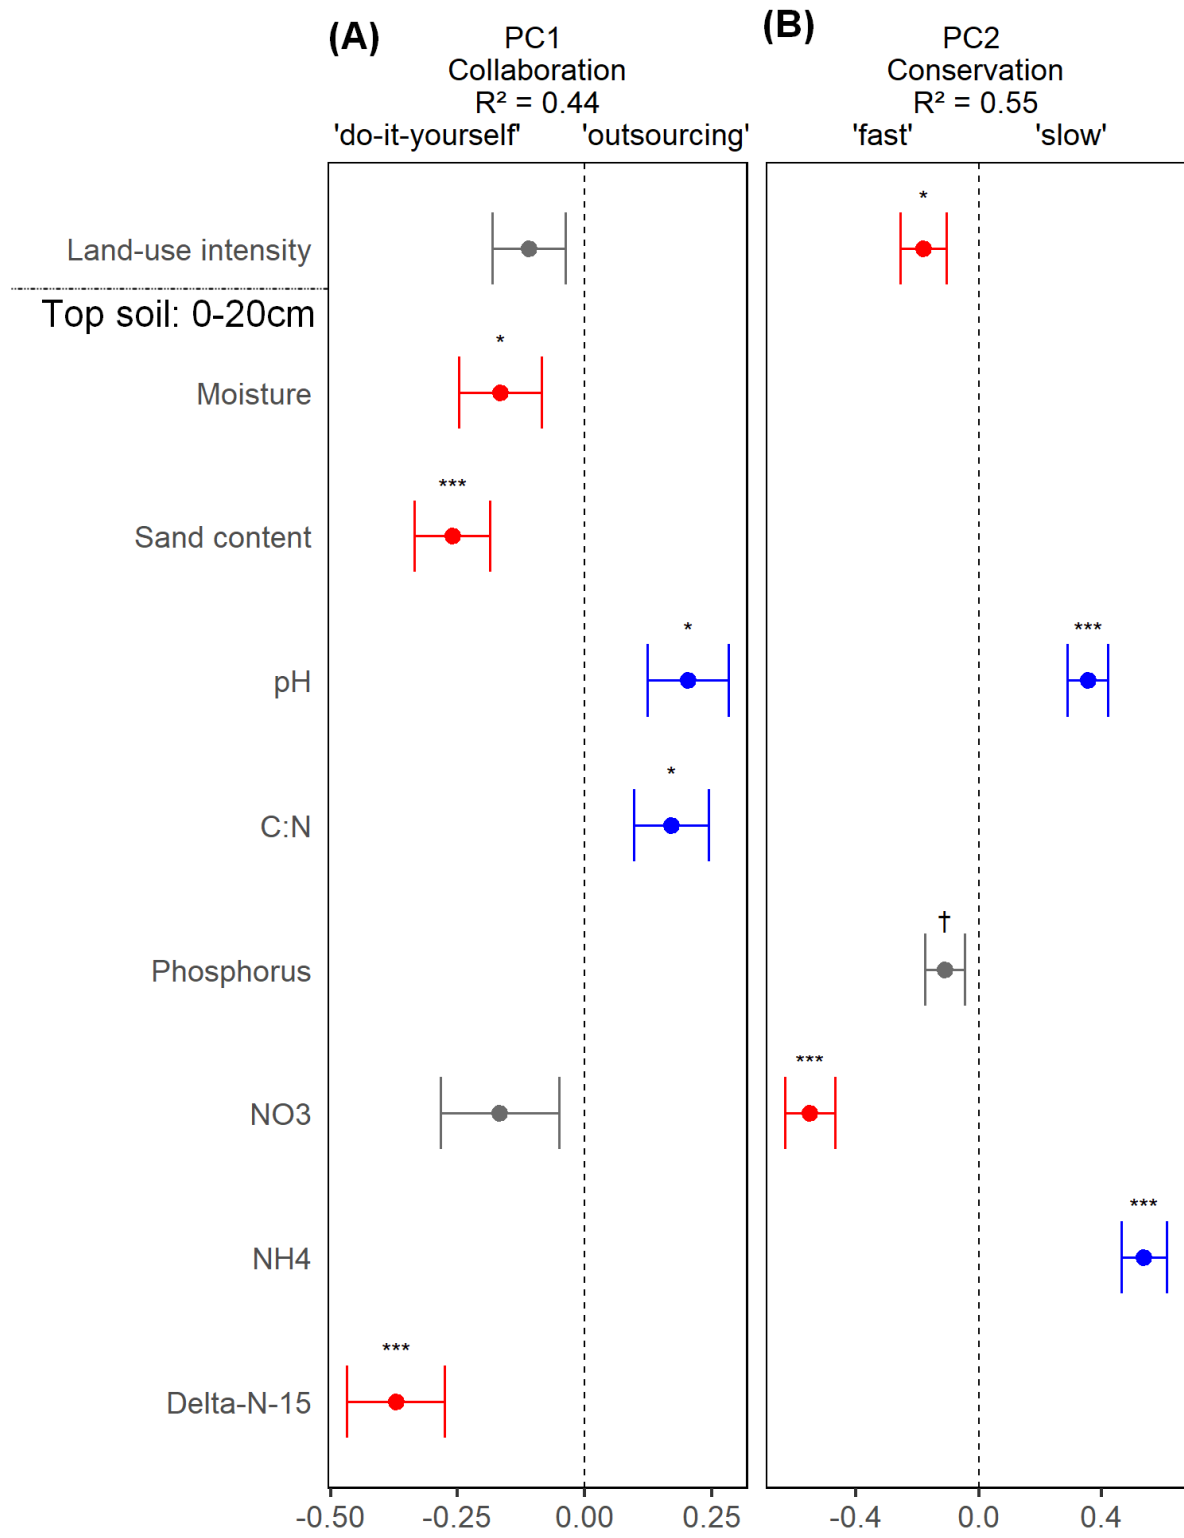 (A)
PC1
Collaboration
R² = 0.44
'do-it-yourself' 'outsourcing'
(B)
PC2
Conservation
R² = 0.55
'fast' 'slow'
Land-use intensity
*
Top soil: 0-20cm
Moisture
*
Sand content
***
pH
* ***
C:N
*
Phosphorus
†
NO3
***
NH4
***
Delta-N-15
***
-0.50 -0.25 0.00 0.25
-0.4 0.0 0.4